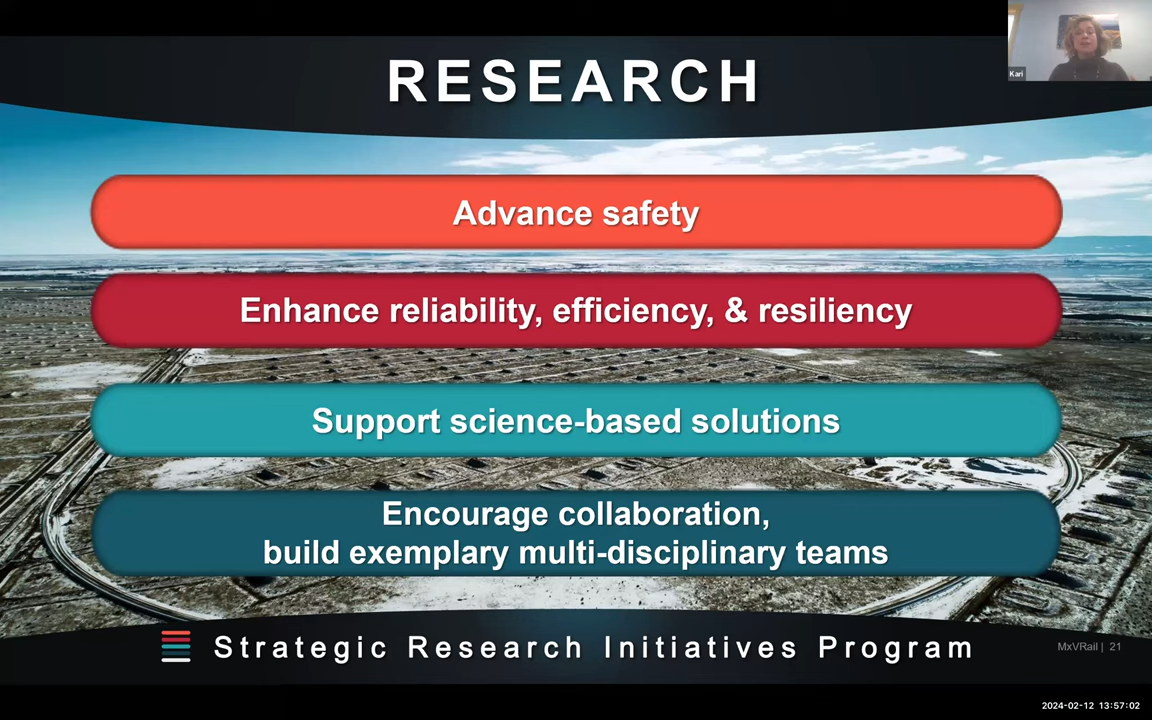 Kari
RESEARCH
Advance safety
Enhance reliability, efficiency, & resiliency
Support science-based solutions
Encourage collaboration,
build exemplary multi-disciplinary teams
Strategic Research Initiatives Program
MxVRail | 21
2024-02-12 13:57:02